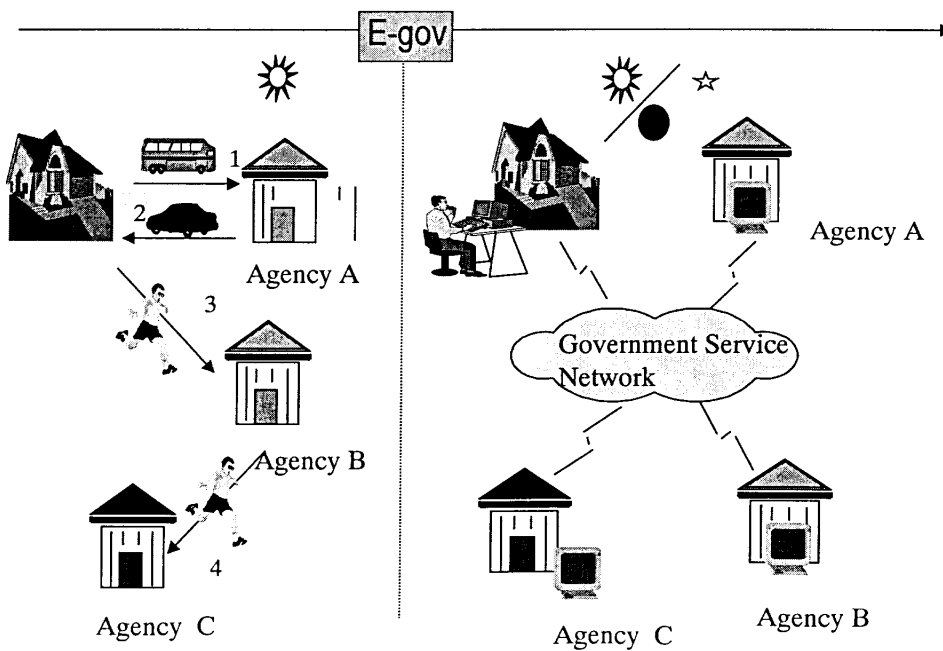 E-gov
1
2
Agency A
3
Agency B
4
Agency C
Agency A
Government Service
Network
Agency B
Agency C